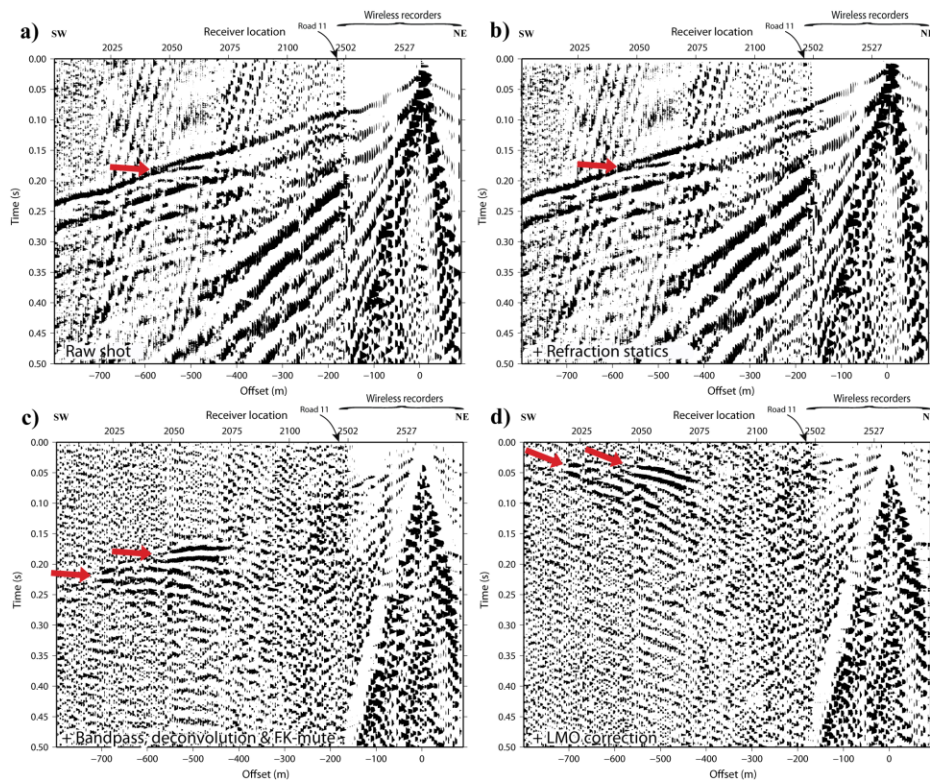 a) SW Receiver location Road 11 Wireless recorders NE
2025 2050 2075 2100 2502 2527
0.00
0.05
0.10
0.15
0.20
0.25
0.30
0.35
0.40
0.45
0.50
Time (s)
Raw shot
−700 −600 −500 −400 −300 −200 −100 0
Offset (m)
b) SW Receiver location Road 11 Wireless recorders NE
2025 2050 2075 2100 2502 2527
0.00
0.05
0.10
0.15
0.20
0.25
0.30
0.35
0.40
0.45
0.50
Time (s)
+ Refraction statics
−700 −600 −500 −400 −300 −200 −100 0
Offset (m)
c) SW Receiver location Road 11 Wireless recorders NE
2025 2050 2075 2100 2502 2527
0.00
0.05
0.10
0.15
0.20
0.25
0.30
0.35
0.40
0.45
0.50
Time (s)
+ Bandpass, deconvolution & FK-mute
−700 −600 −500 −400 −300 −200 −100 0
Offset (m)
d) SW Receiver location Road 11 Wireless recorders N
2025 2050 2075 2100 2502 2527
0.00
0.05
0.10
0.15
0.20
0.25
0.30
0.35
0.40
0.45
0.50
Time (s)
+ LMO correction
−700 −600 −500 −400 −300 −200 −100 0
Offset (m)